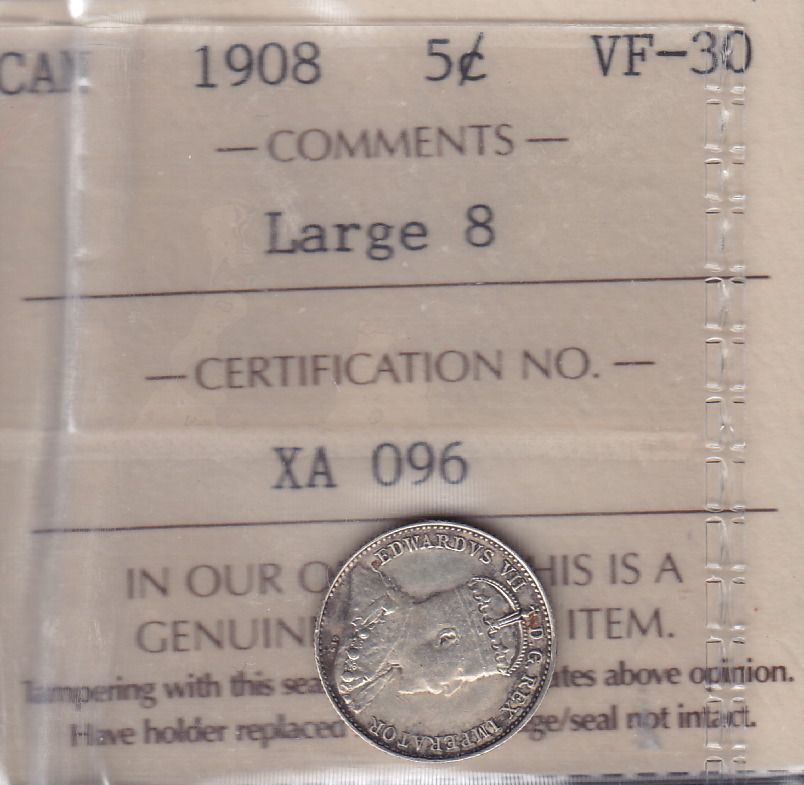 CAN 1908 5¢ VF-30
— COMMENTS —
Large 8
— CERTIFICATION NO. —
XA 096
IN OUR O HIS IS A
GENUIN ITEM.
Tampering with this sea tes above opinion.
Have holder replaced ge/seal not intact.
EDWARDVS VII D.G. REX IMPERATOR